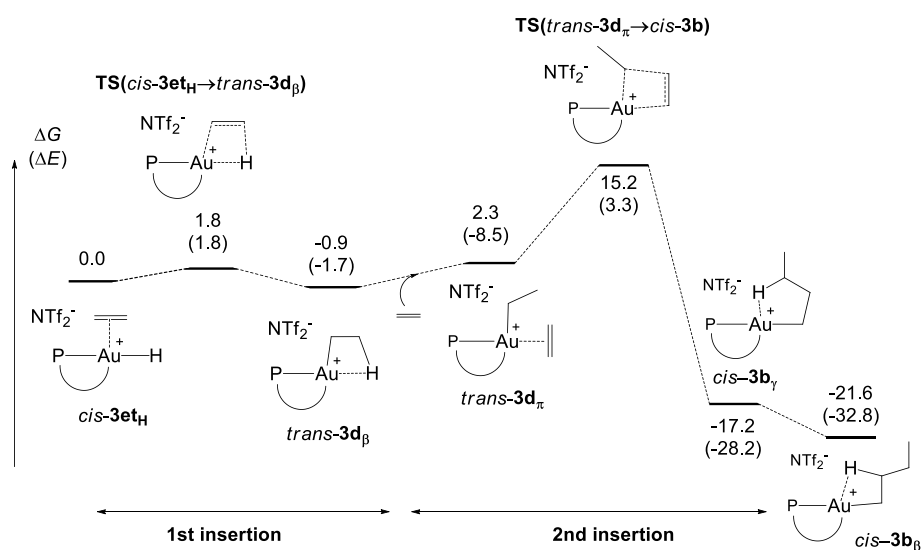 TS(trans-3dπ→cis-3b)
NTf2-
P
Au
+
TS(cis-3etH→trans-3dβ)
NTf2-
P
Au
+
H
ΔG
(ΔE)
0.0
1.8
(1.8)
-0.9
(-1.7)
2.3
(-8.5)
15.2
(3.3)
NTf2-
P
Au
+
H
cis-3etH
NTf2-
P
Au
+
H
trans-3dβ
NTf2-
P
Au
+
trans-3dπ
NTf2-
H
P
Au
+
cis–3bγ
-17.2
(-28.2)
-21.6
(-32.8)
NTf2-
H
P
Au
+
cis–3bβ
1st insertion
2nd insertion